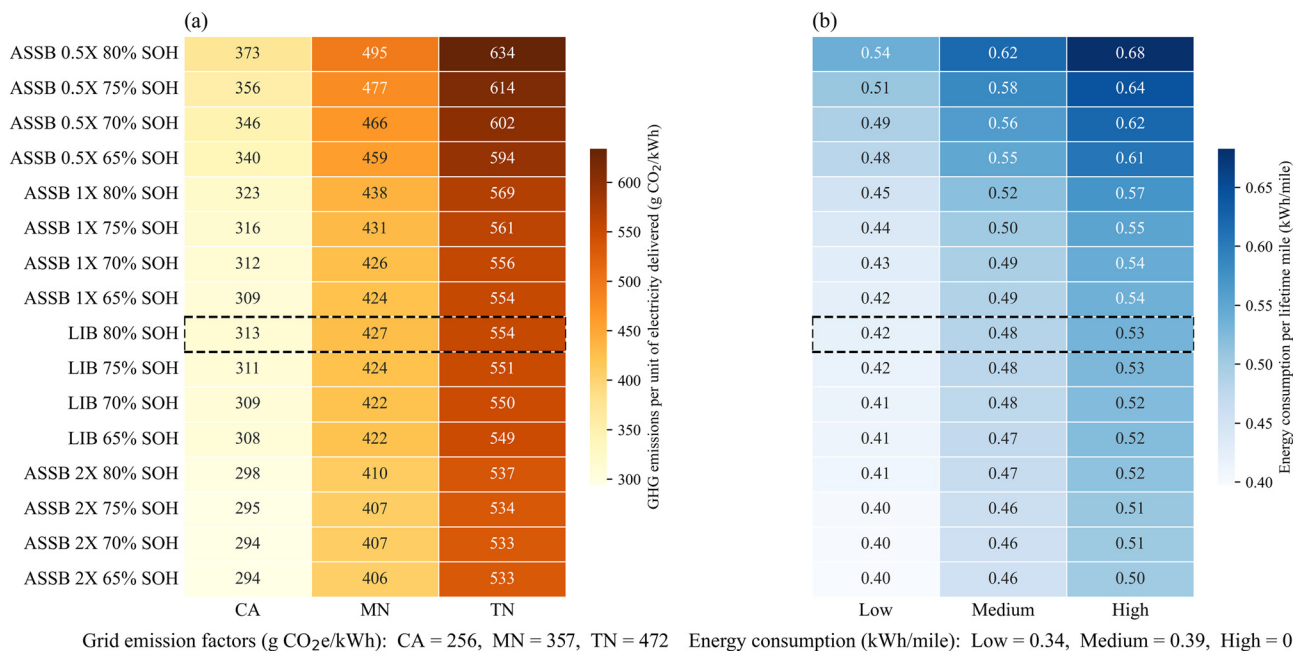 (a)
(b)
ASSB 0.5X 80% SOH 373 495 634 0.54 0.62 0.68
ASSB 0.5X 75% SOH 356 477 614 0.51 0.58 0.64
ASSB 0.5X 70% SOH 346 466 602 0.49 0.56 0.62
ASSB 0.5X 65% SOH 340 459 594 0.48 0.55 0.61
ASSB 1X 80% SOH 323 438 569 0.45 0.52 0.57
ASSB 1X 75% SOH 316 431 561 0.44 0.50 0.55
ASSB 1X 70% SOH 312 426 556 0.43 0.49 0.54
ASSB 1X 65% SOH 309 424 554 0.42 0.49 0.54
LIB 80% SOH 313 427 554 0.42 0.48 0.53
LIB 75% SOH 311 424 551 0.42 0.48 0.53
LIB 70% SOH 309 422 550 0.41 0.48 0.52
LIB 65% SOH 308 422 549 0.41 0.47 0.52
ASSB 2X 80% SOH 298 410 537 0.41 0.47 0.52
ASSB 2X 75% SOH 295 407 534 0.40 0.46 0.51
ASSB 2X 70% SOH 294 407 533 0.40 0.46 0.51
ASSB 2X 65% SOH 294 406 533 0.40 0.46 0.50
CA MN TN
Low Medium High
600
550
500
450
400
350
300
GHG emissions per unit of electricity delivered (g CO₂/kWh)
0.65
0.60
0.55
0.50
0.45
0.40
Energy consumption per lifetime mile (kWh/mile)
Grid emission factors (g CO₂e/kWh): CA = 256, MN = 357, TN = 472 Energy consumption (kWh/mile): Low = 0.34, Medium = 0.39, High = 0